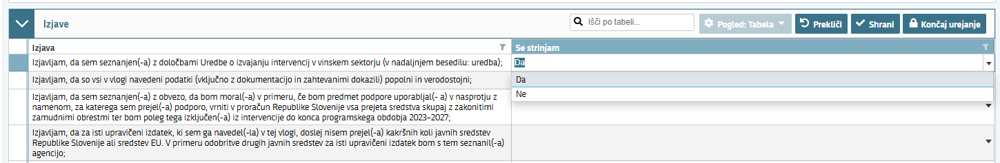 Izjave
Išči po tabeli...
Pogled: Tabela
Prekliči
Shrani
Končaj urejanje
Izjava
Se strinjam
Izjavljam, da sem seznanjen(-a) z določbami Uredbe o izvajanju intervencij v vinskem sektorju (v nadaljnjem besedilu: uredba);
Da
Izjavljam, da so vsi v vlogi navedeni podatki (vključno z dokumentacijo in zahtevanimi dokazili) popolni in verodostojni;
Da
Ne
Izjavljam, da sem seznanjen(-a) z obvezo, da bom moral(-a) v primeru, če bom predmet podpore uporabljal(- a) v nasprotju z
namenom, za katerega sem prejel(-a) podporo, vrniti v proračun Republike Slovenije vsa prejeta sredstva skupaj z zakonitimi
zamudnimi obrestmi ter bom poleg tega izključen(-a) iz intervencije do konca programskega obdobja 2023–2027;
Izjavljam, da za isti upravičeni izdatek, ki sem ga navedel(-la) v tej vlogi, doslej nisem prejel(-a) kakršnih koli javnih sredstev
Republike Slovenije ali sredstev EU. V primeru odobritve drugih javnih sredstev za isti upravičeni izdatek bom s tem seznanil(-a)
agencijo;